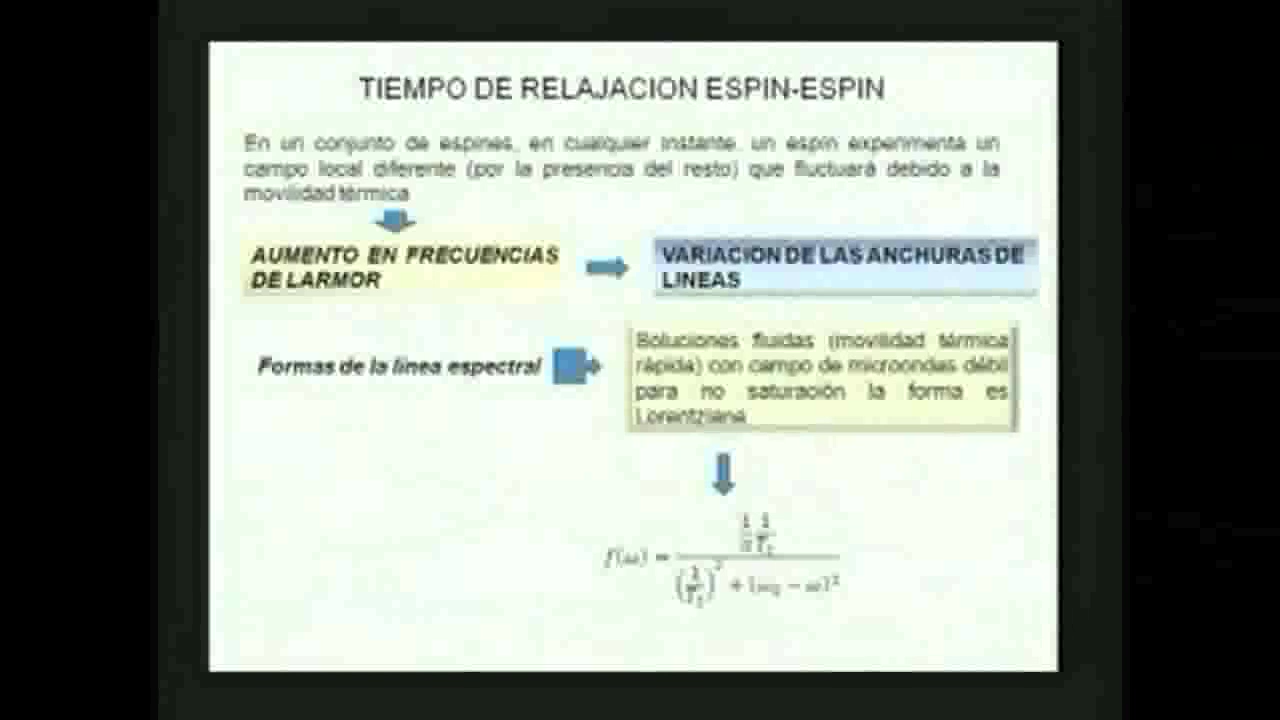 TIEMPO DE RELAJACION ESPIN-ESPIN
En un conjunto de espines, en cualquier instante, un espín experimenta un
campo local diferente (por la presencia del resto) que fluctuará debido a la
movilidad térmica
AUMENTO EN FRECUENCIAS
DE LARMOR
VARIACION DE LAS ANCHURAS DE
LINEAS
Formas de la línea espectral
Soluciones fluidas (movilidad térmica
rápida) con campo de microondas débil
para no saturación la forma es
Lorentziana
f(ω) =